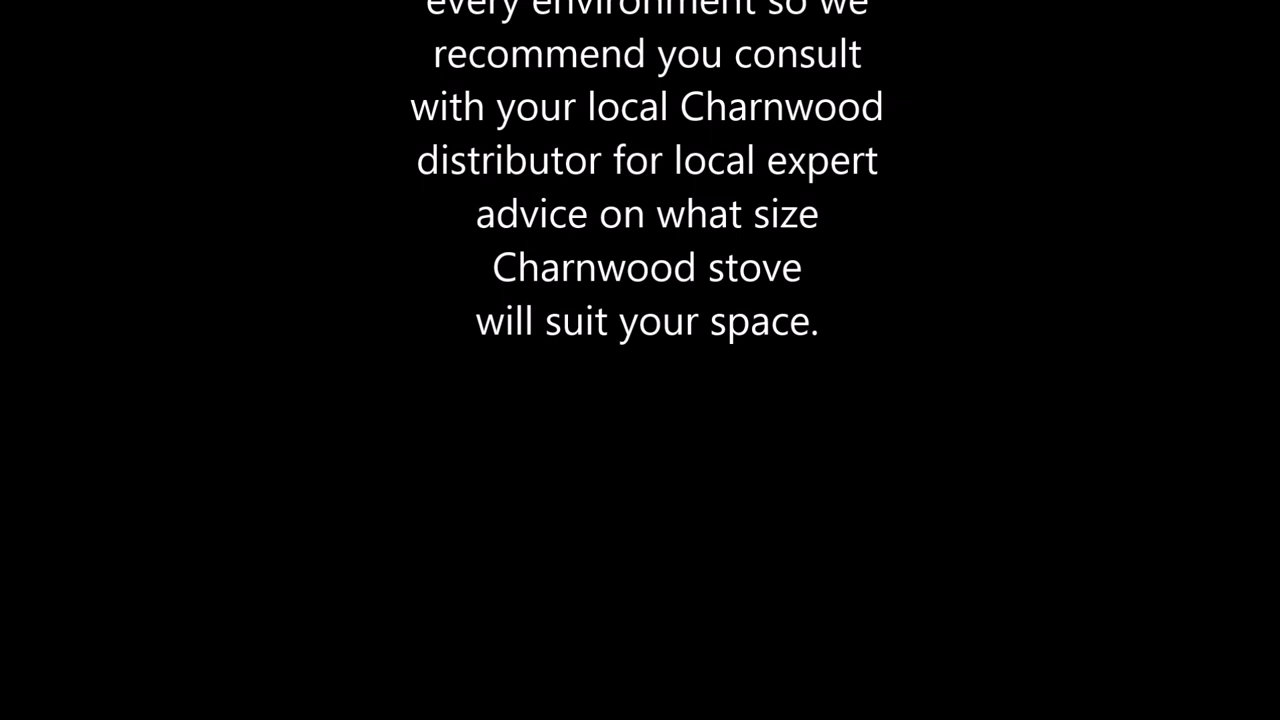 every environment so we
recommend you consult
with your local Charnwood
distributor for local expert
advice on what size
Charnwood stove
will suit your space.